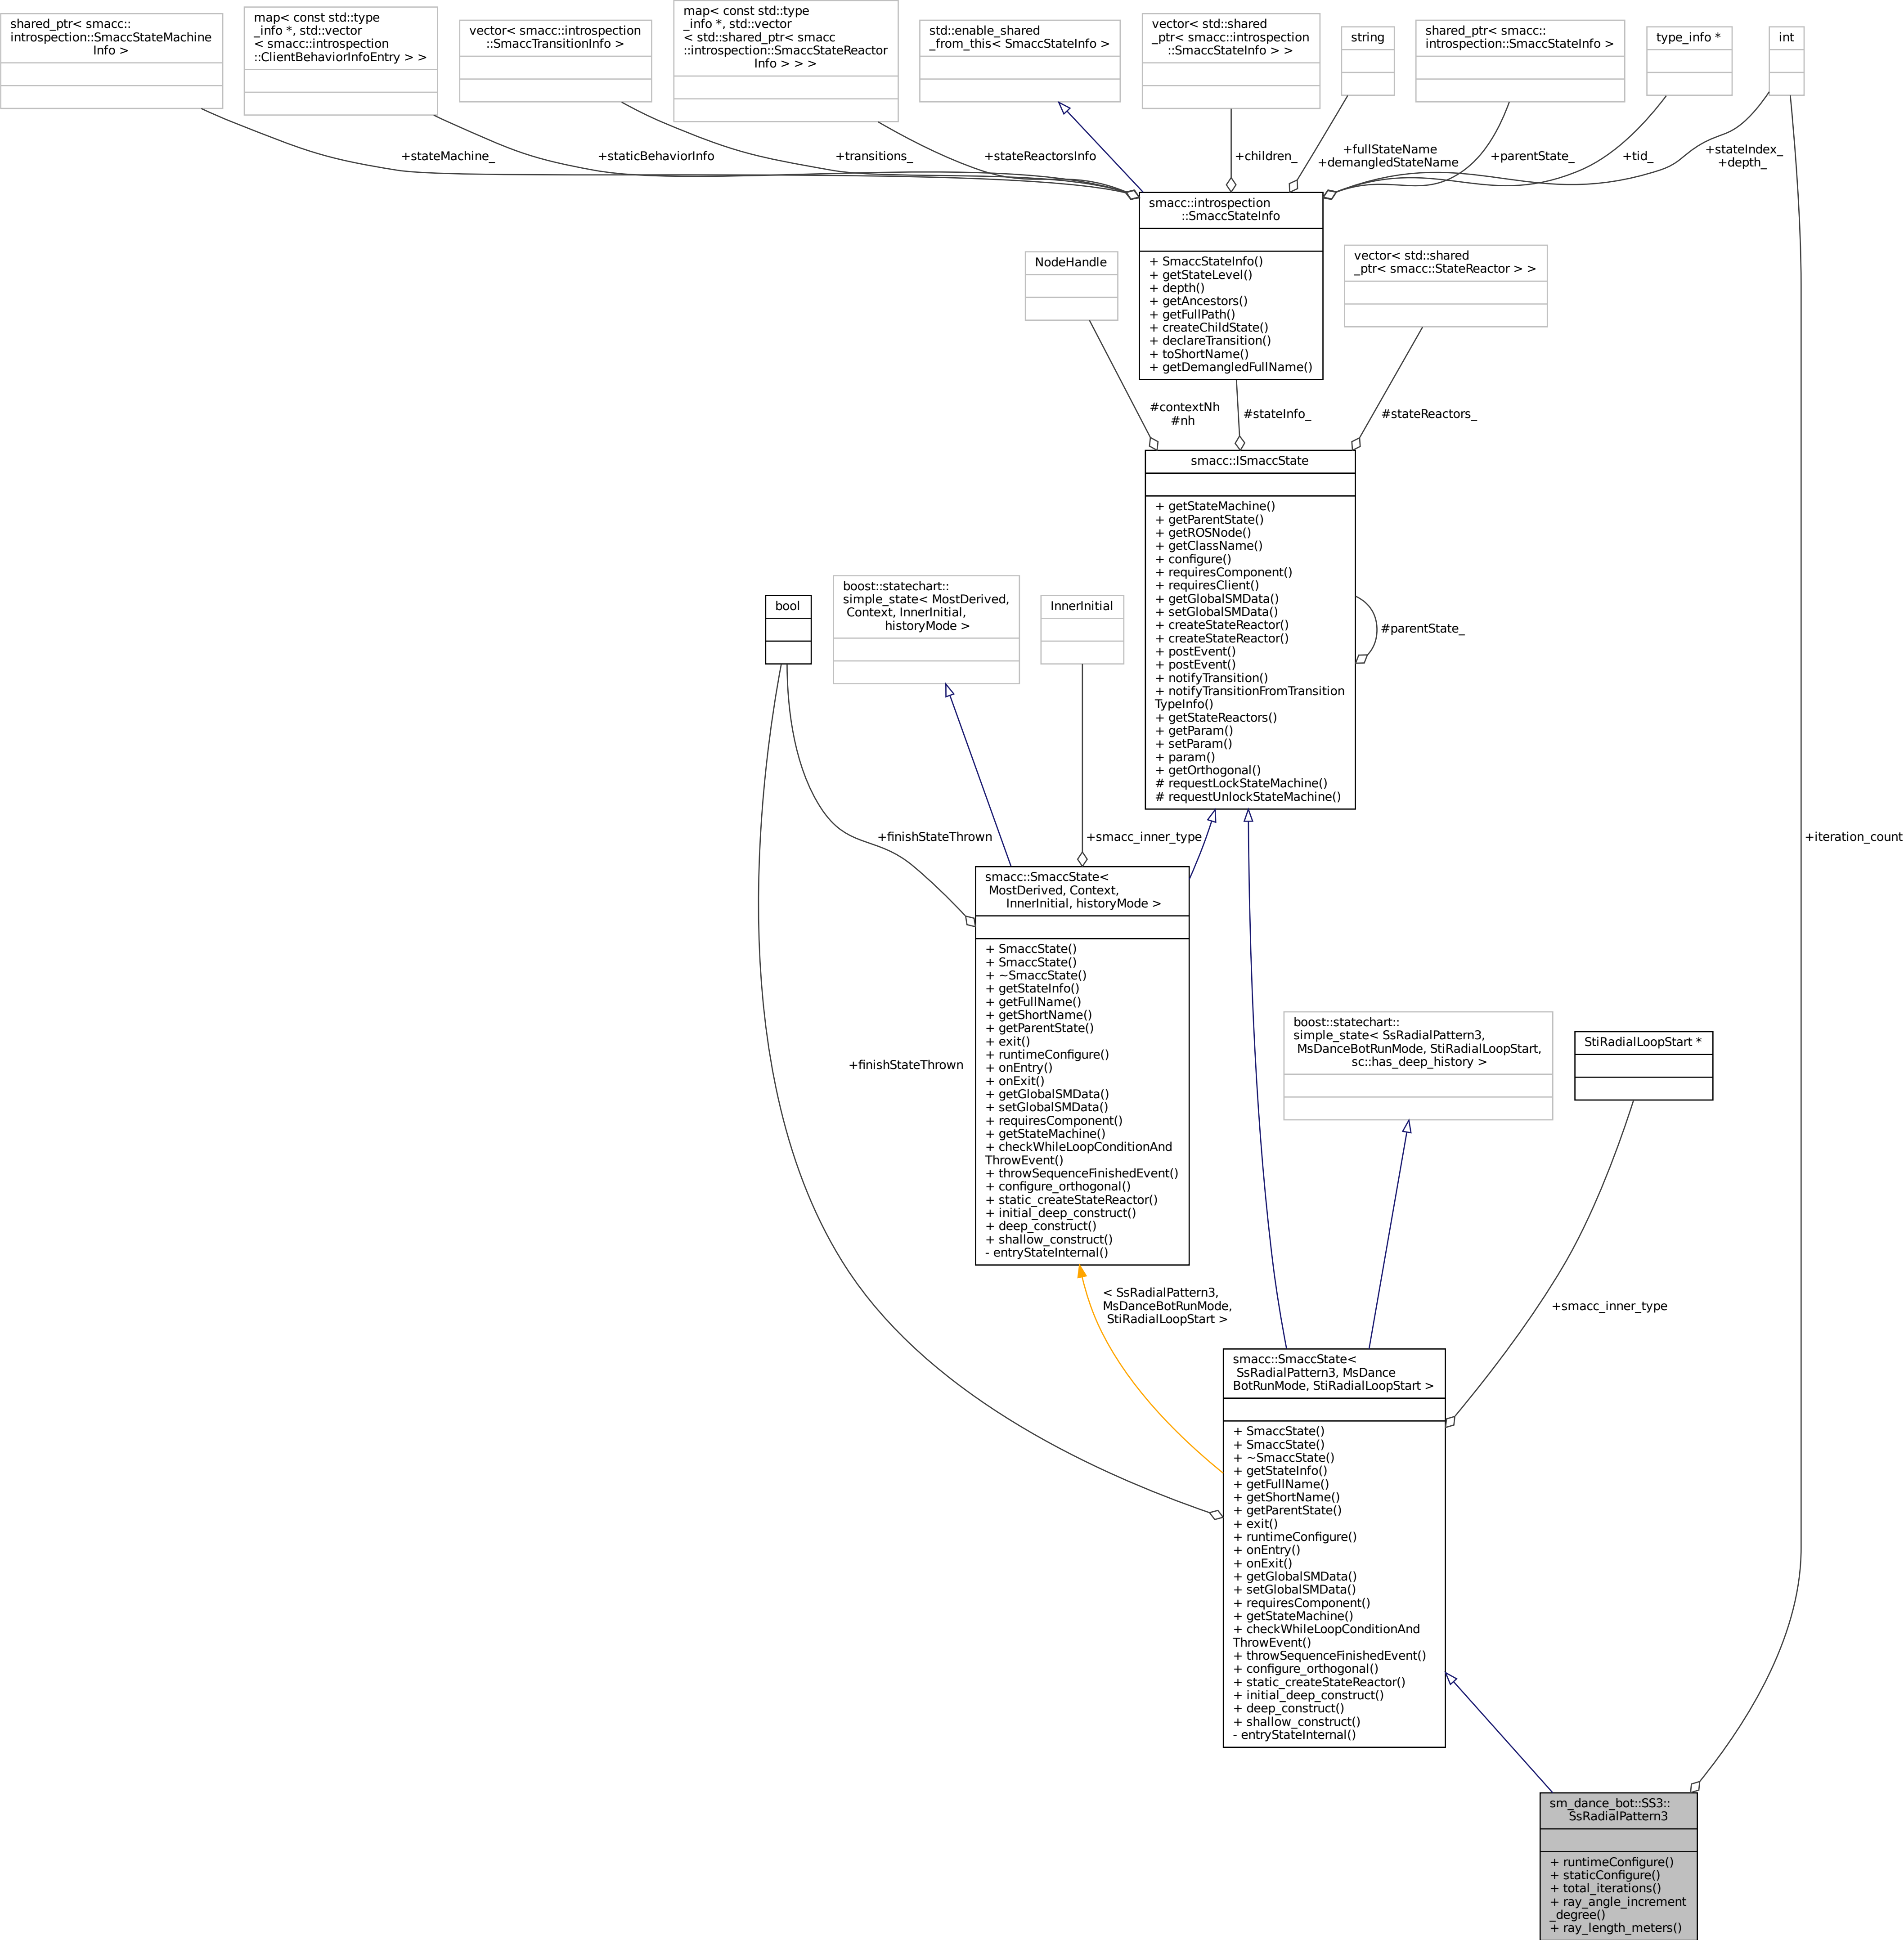 shared_ptr< smacc::
introspection::SmaccStateMachine
Info >
map< const std::type
_info *, std::vector
< smacc::introspection
::ClientBehaviorInfoEntry > >
vector< smacc::introspection
::SmaccTransitionInfo >
map< const std::type
_info *, std::vector
< std::shared_ptr< smacc
::introspection::SmaccStateReactor
Info > > >
std::enable_shared
_from_this< SmaccStateInfo >
vector< std::shared
_ptr< smacc::introspection
::SmaccStateInfo > >
string
shared_ptr< smacc::
introspection::SmaccStateInfo >
type_info *
int
+stateMachine_
+staticBehaviorInfo
+transitions_
+stateReactorsInfo
+children_
+fullStateName
+demangledStateName
+parentState_
+tid_
+stateIndex_
+depth_
smacc::introspection
::SmaccStateInfo
+ SmaccStateInfo()
+ getStateLevel()
+ depth()
+ getAncestors()
+ getFullPath()
+ createChildState()
+ declareTransition()
+ toShortName()
+ getDemangledFullName()
NodeHandle
vector< std::shared
_ptr< smacc::StateReactor > >
#contextNh
#nh
#stateInfo_
#stateReactors_
smacc::ISmaccState
+ getStateMachine()
+ getParentState()
+ getROSNode()
+ getClassName()
+ configure()
+ requiresComponent()
+ requiresClient()
+ getGlobalSMData()
+ setGlobalSMData()
+ createStateReactor()
+ createStateReactor()
+ postEvent()
+ postEvent()
+ notifyTransition()
+ notifyTransitionFromTransition
TypeInfo()
+ getStateReactors()
+ getParam()
+ setParam()
+ param()
+ getOrthogonal()
# requestLockStateMachine()
# requestUnlockStateMachine()
#parentState_
bool
boost::statechart::
simple_state< MostDerived,
Context, InnerInitial,
historyMode >
InnerInitial
+finishStateThrown
+smacc_inner_type
+iteration_count
smacc::SmaccState<
MostDerived, Context,
InnerInitial, historyMode >
+ SmaccState()
+ SmaccState()
+ ~SmaccState()
+ getStateInfo()
+ getFullName()
+ getShortName()
+ getParentState()
+ exit()
+ runtimeConfigure()
+ onEntry()
+ onExit()
+ getGlobalSMData()
+ setGlobalSMData()
+ requiresComponent()
+ getStateMachine()
+ checkWhileLoopConditionAnd
ThrowEvent()
+ throwSequenceFinishedEvent()
+ configure_orthogonal()
+ static_createStateReactor()
+ initial_deep_construct()
+ deep_construct()
+ shallow_construct()
- entryStateInternal()
+finishStateThrown
boost::statechart::
simple_state< SsRadialPattern3,
MsDanceBotRunMode, StiRadialLoopStart,
sc::has_deep_history >
StiRadialLoopStart *
< SsRadialPattern3,
MsDanceBotRunMode,
StiRadialLoopStart >
+smacc_inner_type
smacc::SmaccState<
SsRadialPattern3, MsDance
BotRunMode, StiRadialLoopStart >
+ SmaccState()
+ SmaccState()
+ ~SmaccState()
+ getStateInfo()
+ getFullName()
+ getShortName()
+ getParentState()
+ exit()
+ runtimeConfigure()
+ onEntry()
+ onExit()
+ getGlobalSMData()
+ setGlobalSMData()
+ requiresComponent()
+ getStateMachine()
+ checkWhileLoopConditionAnd
ThrowEvent()
+ throwSequenceFinishedEvent()
+ configure_orthogonal()
+ static_createStateReactor()
+ initial_deep_construct()
+ deep_construct()
+ shallow_construct()
- entryStateInternal()
sm_dance_bot::SS3::
SsRadialPattern3
+ runtimeConfigure()
+ staticConfigure()
+ total_iterations()
+ ray_angle_increment
_degree()
+ ray_length_meters()